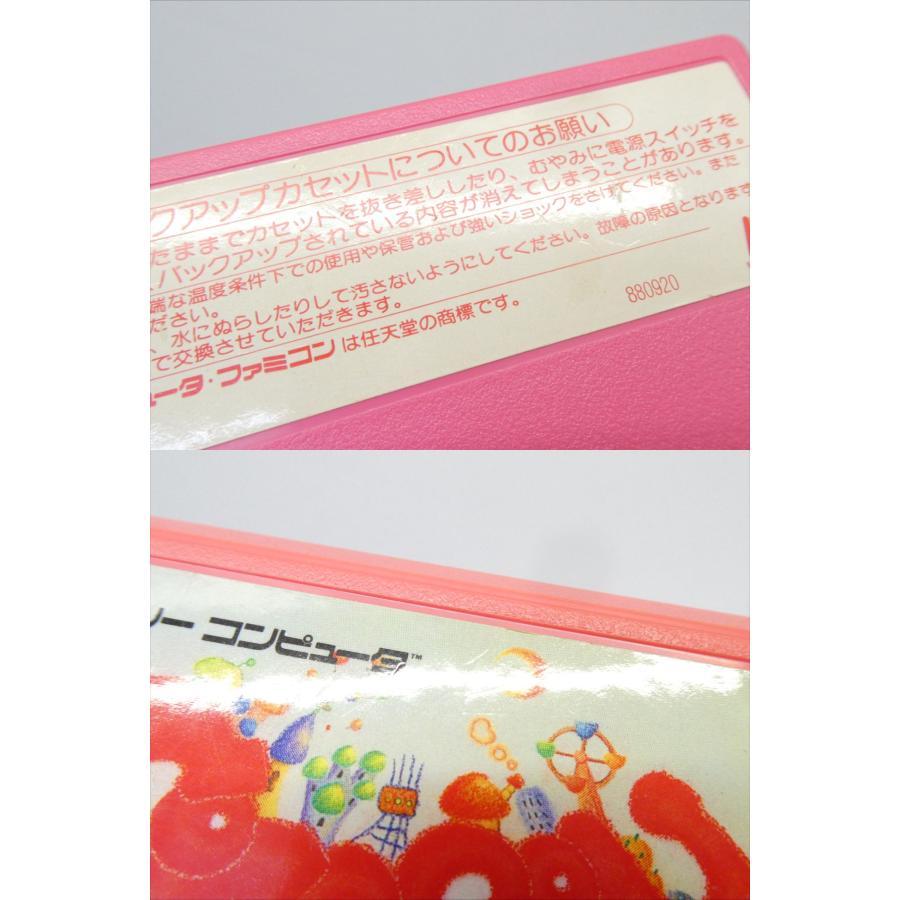 クアップカセットについてのお願い
たままでカセットを抜き差ししたり、むやみに電源スイッチを
バックアップされている内容が消えてしまうことがあります。
端な温度条件下での使用や保管および強いショックをさけてください。また
ださい。
、水にぬらしたりして汚さないようにしてください。故障の原因となります
で交換させていただきます。
ュータ・ファミコンは任天堂の商標です。
880920
リー コンピュータ™